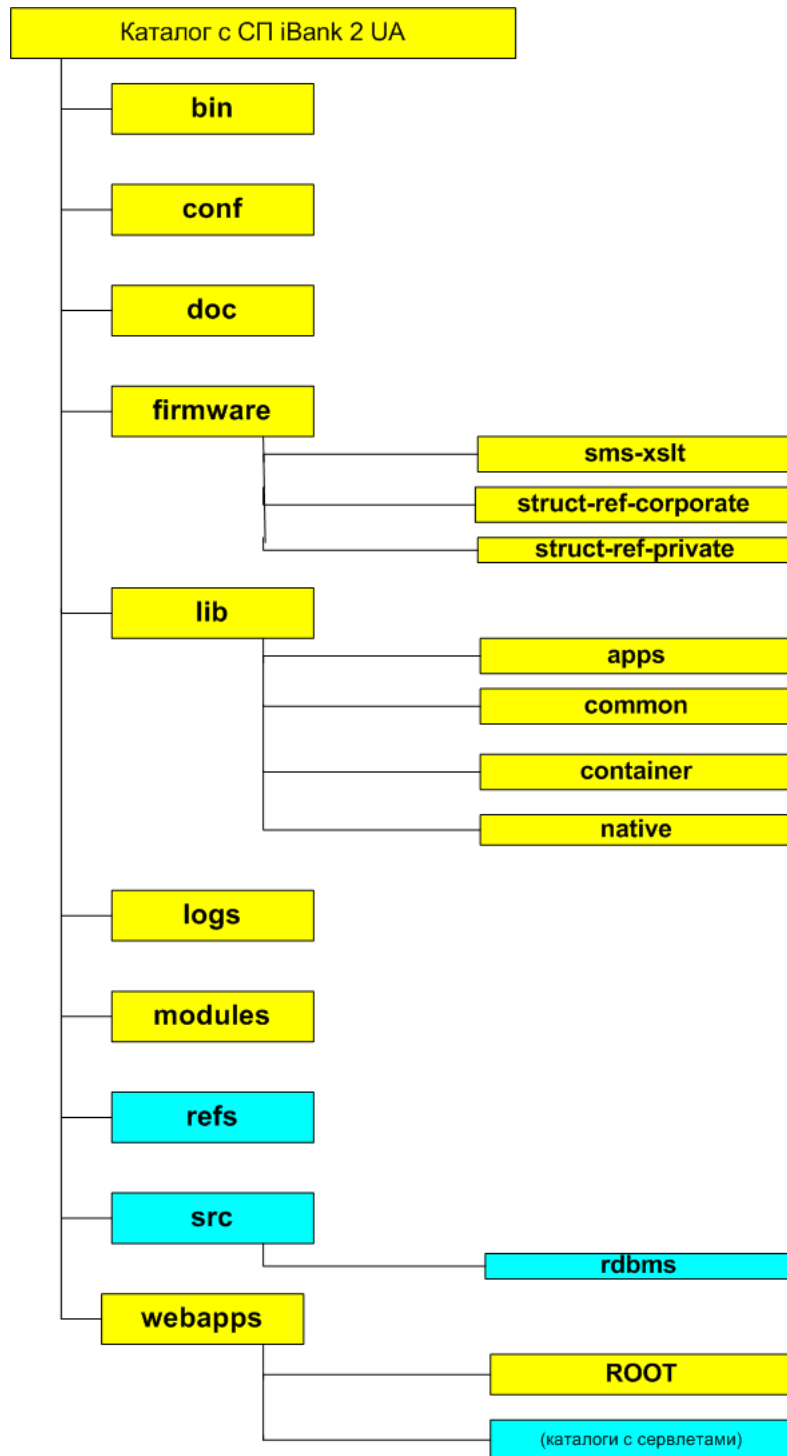 Каталог с СП iBank 2 UA
bin
conf
doc
firmware
sms-xslt
struct-ref-corporate
struct-ref-private
lib
apps
common
container
native
logs
modules
refs
src
rdbms
webapps
ROOT
(каталоги с сервлетами)